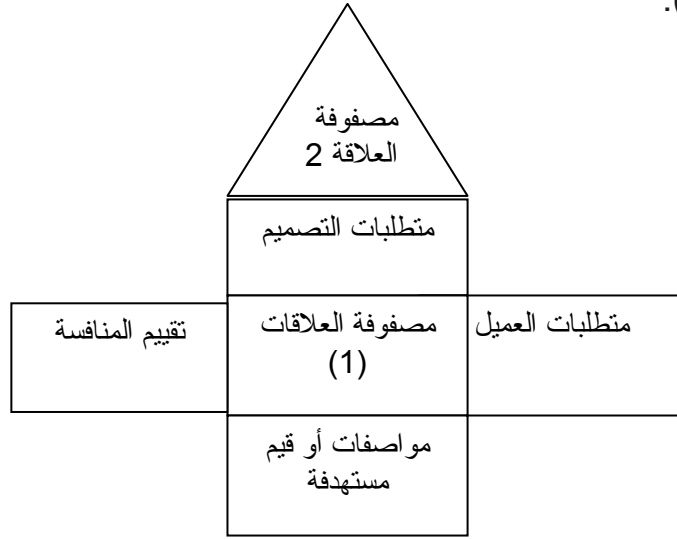 مصفوفة
العلاقة 2
متطلبات التصميم
متطلبات العميل
مصفوفة العلاقات
(1)
تقييم المنافسة
مواصفات أو قيم
مستهدفة